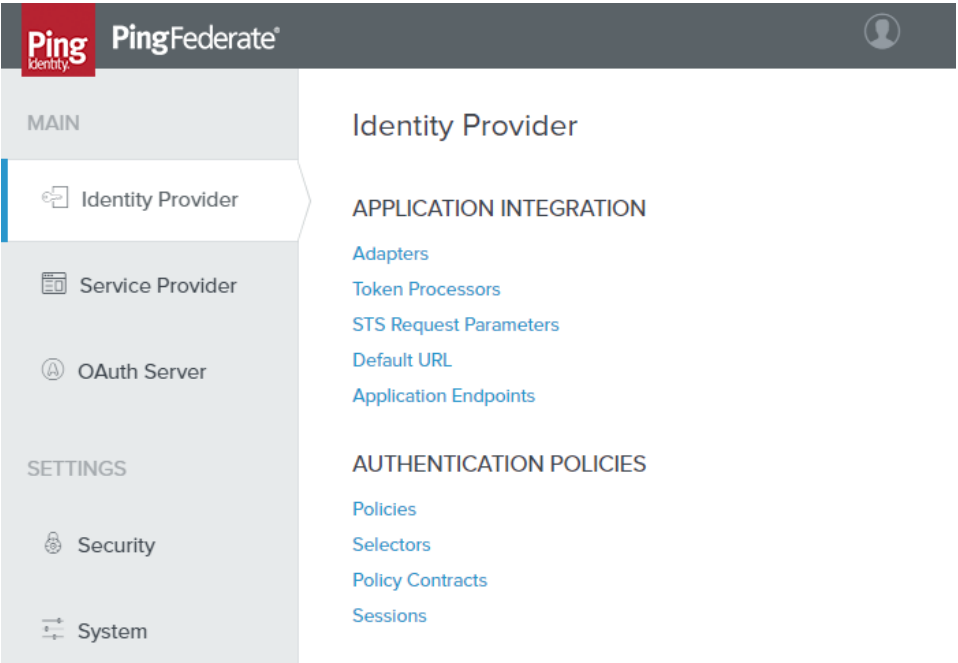 Ping
Identity.
PingFederate®
MAIN
Identity Provider
Service Provider
OAuth Server
SETTINGS
Security
System
Identity Provider
APPLICATION INTEGRATION
Adapters
Token Processors
STS Request Parameters
Default URL
Application Endpoints
AUTHENTICATION POLICIES
Policies
Selectors
Policy Contracts
Sessions